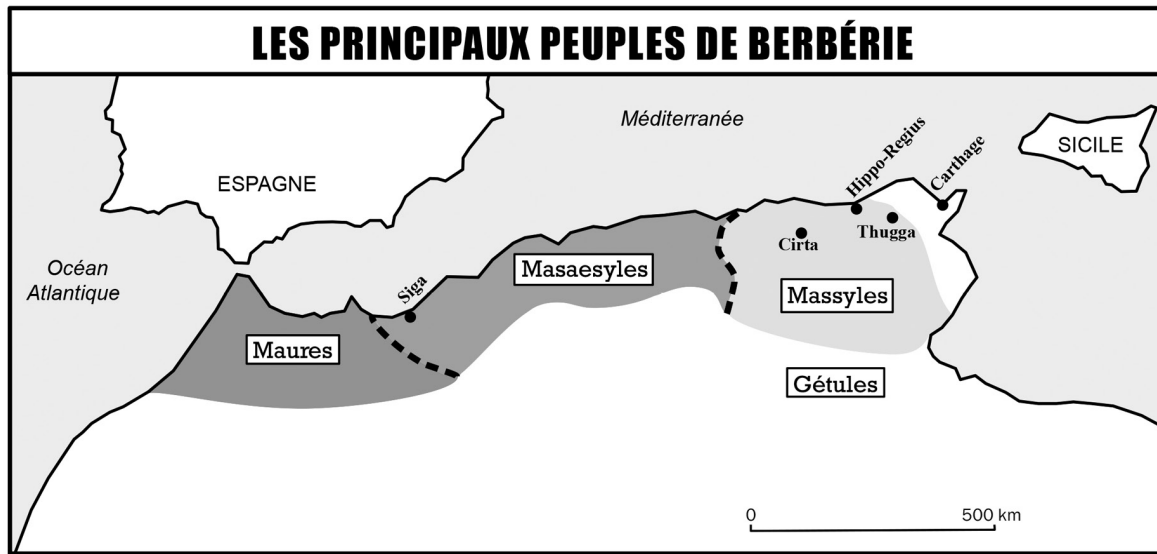 LES PRINCIPAUX PEUPLES DE BERBÉRIE
Méditerranée
SICILE
ESPAGNE
Hippo-Regius
Carthage
Thugga
Cirta
Océan
Atlantique
Masaesyles
Siga
Massyles
Maures
Gétules
0 500 km